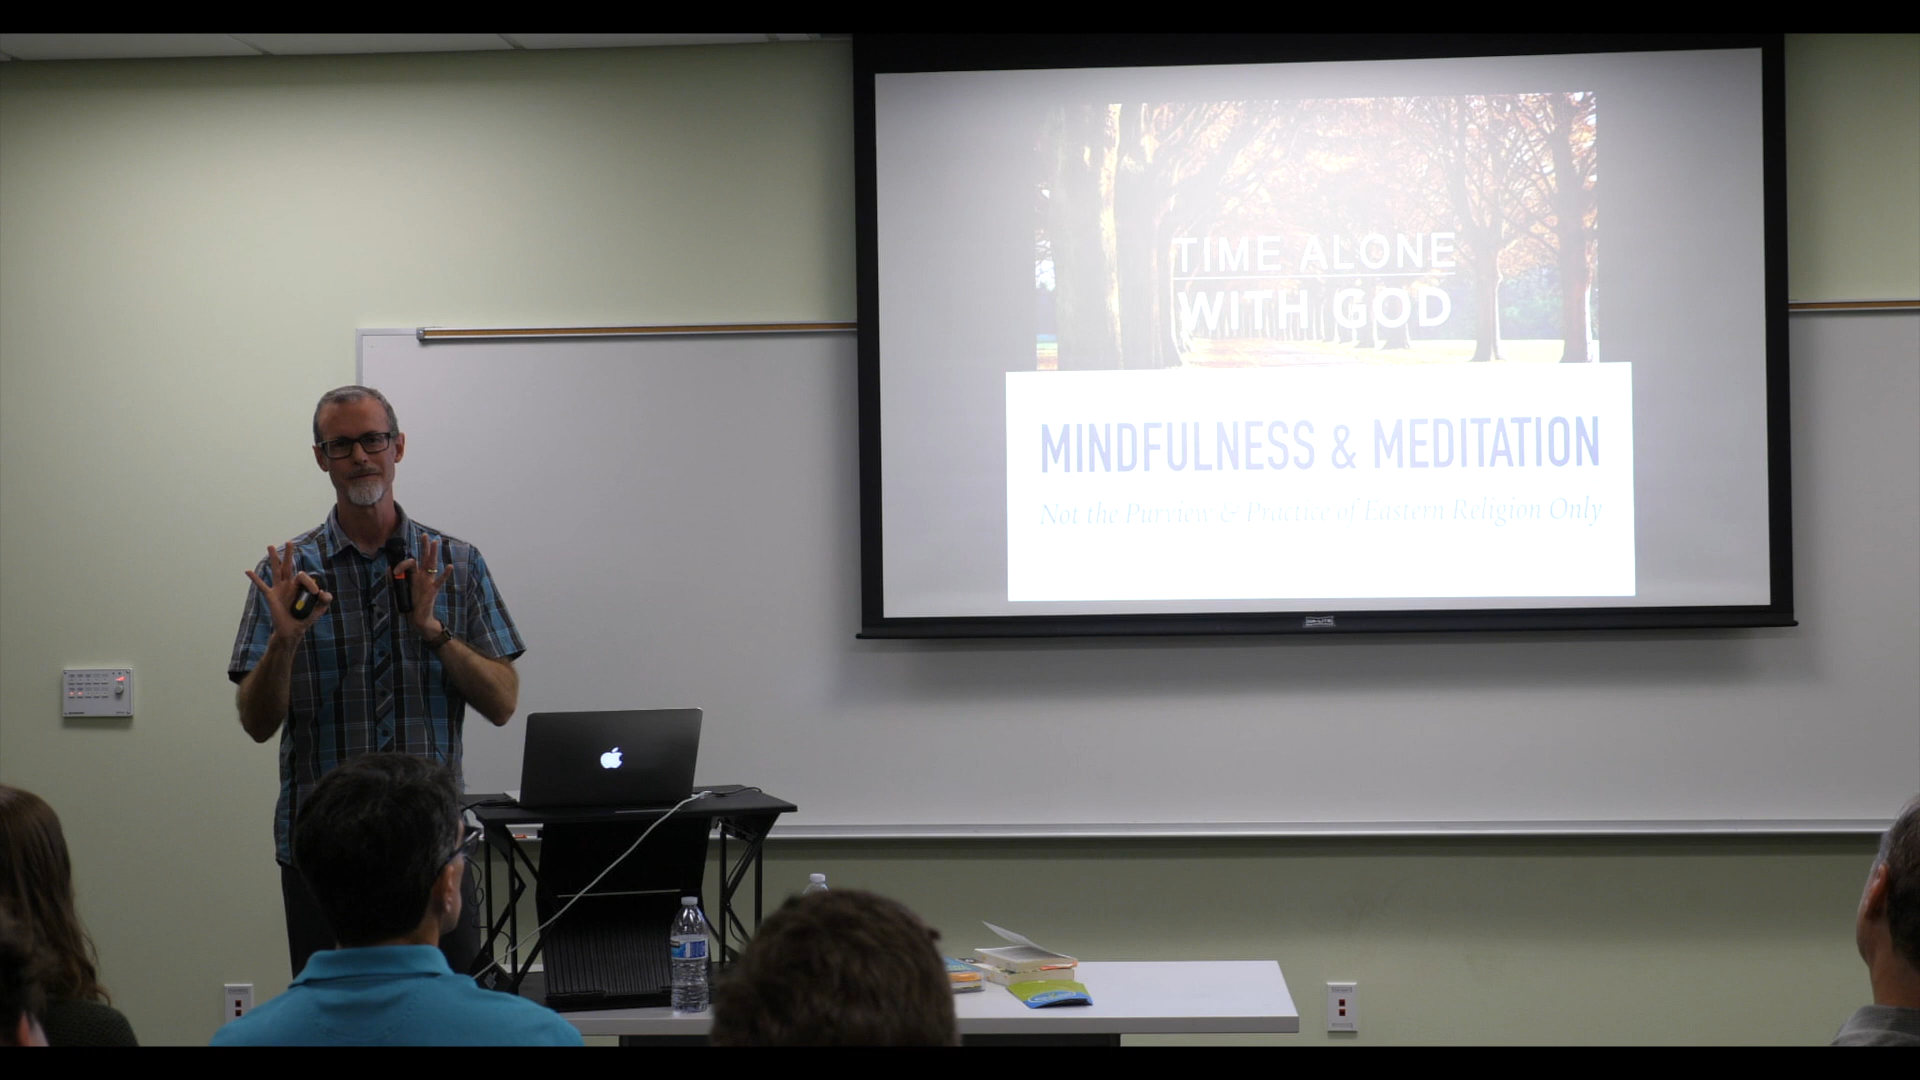 TIME ALONE
WITH GOD
MINDFULNESS & MEDITATION
Not the Purview & Practice of Eastern Religion Only